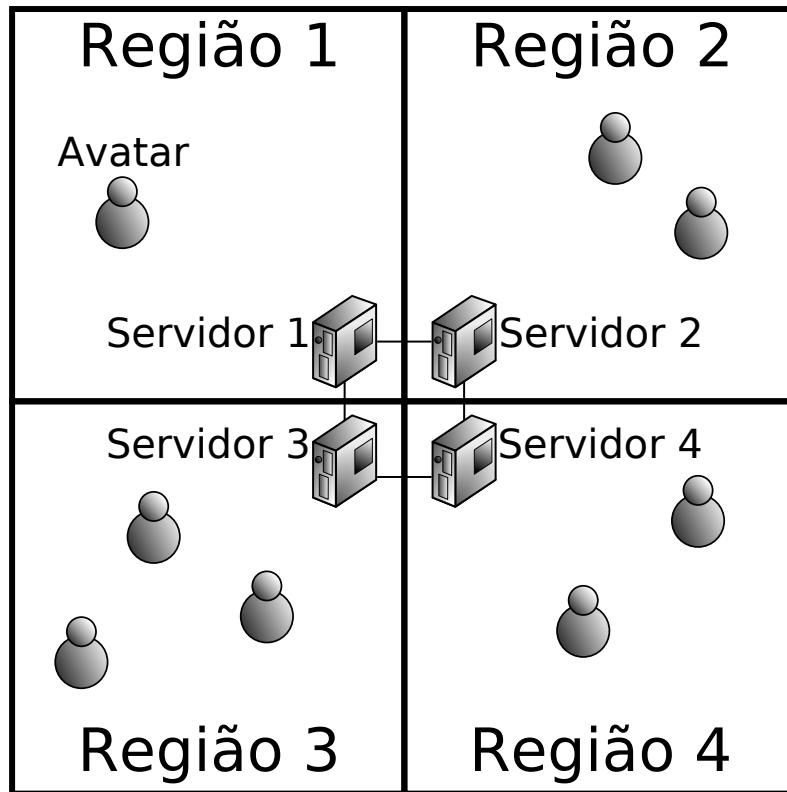 Região 1
Região 2
Avatar
Servidor 1
Servidor 2
Servidor 3
Servidor 4
Região 3
Região 4